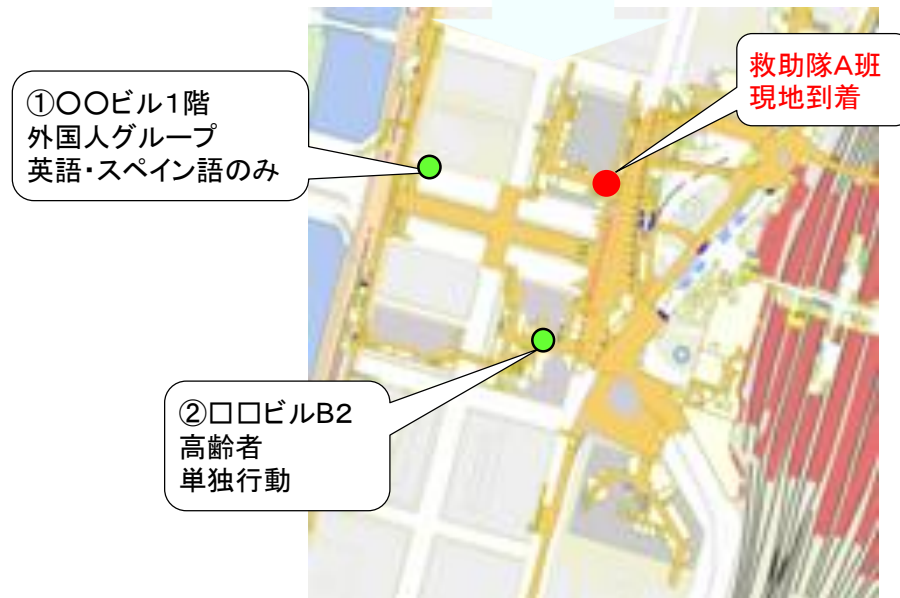 ①〇〇ビル1階
外国人グループ
英語・スペイン語のみ
救助隊A班
現地到着
②□□ビルB2
高齢者
単独行動